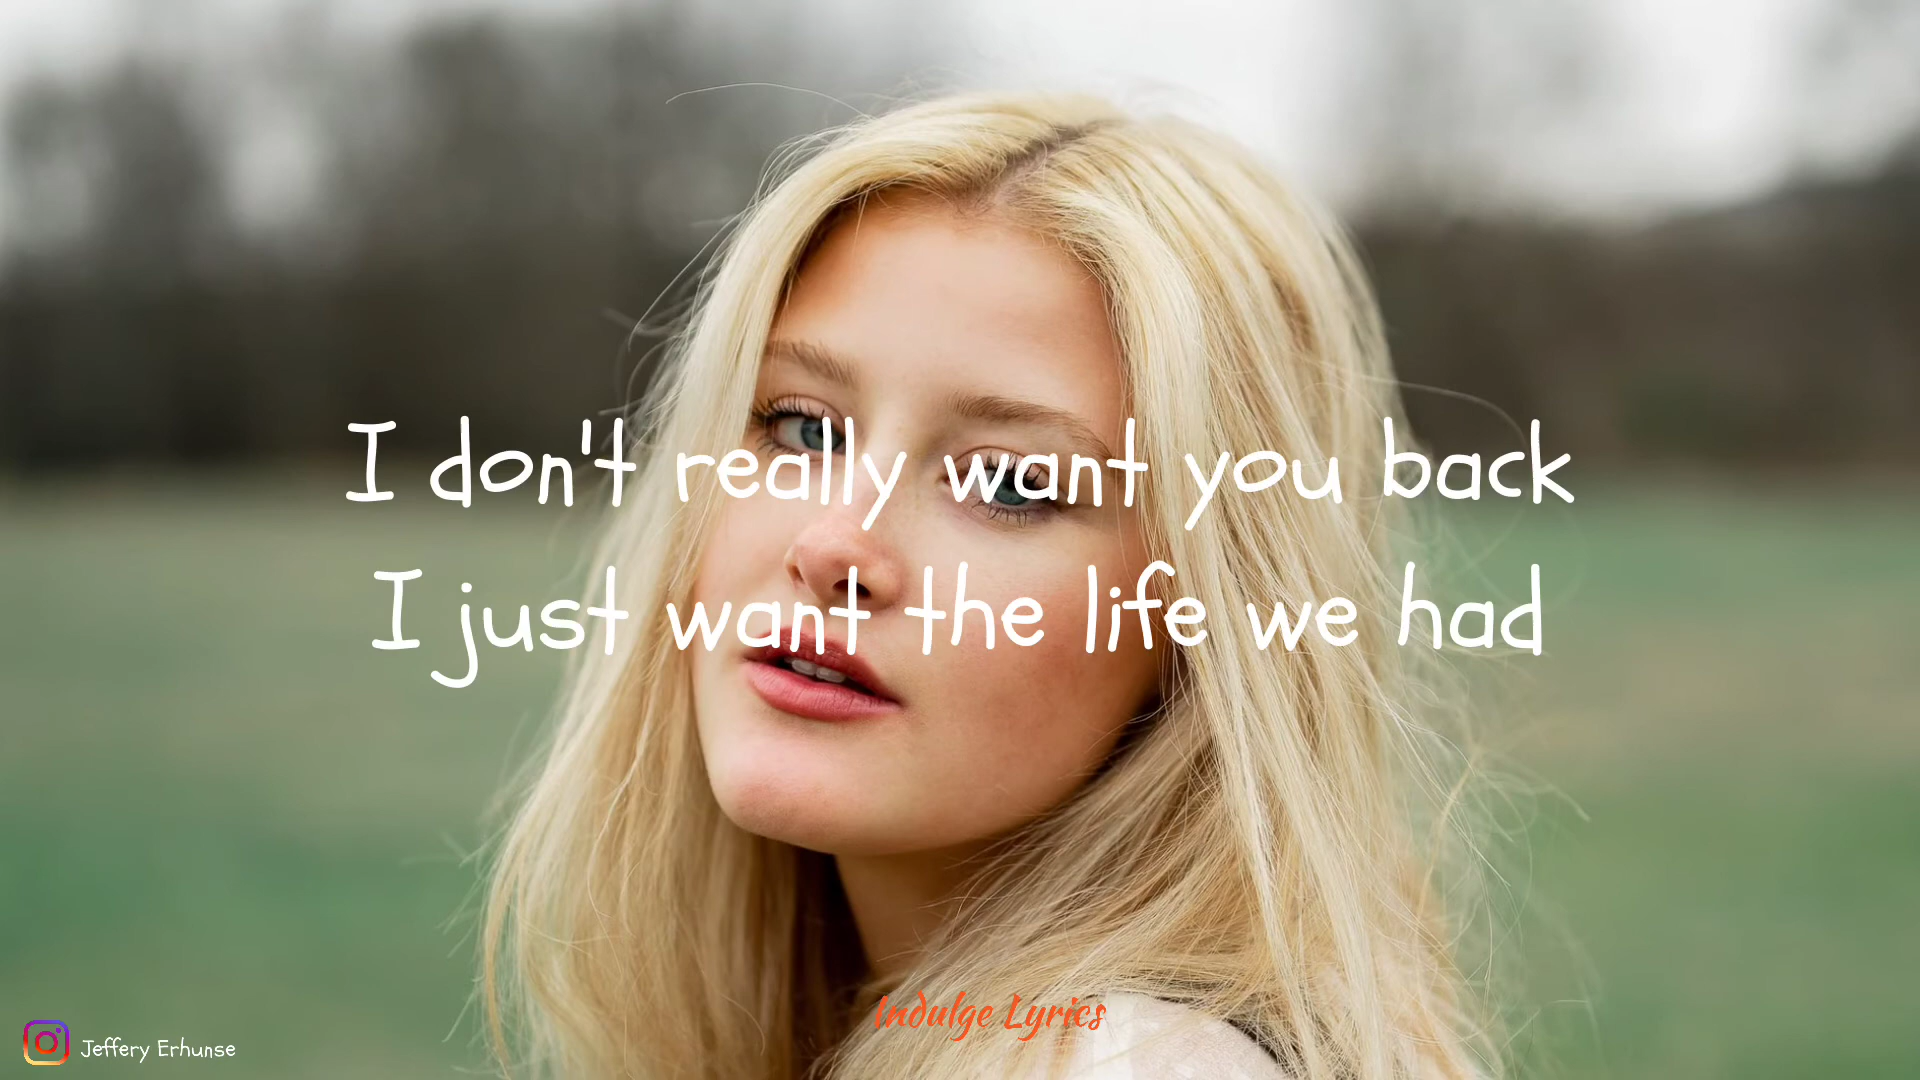 I don't really want you back
I just want the life we had
Indulge Lyrics
Jeffery Erhunse